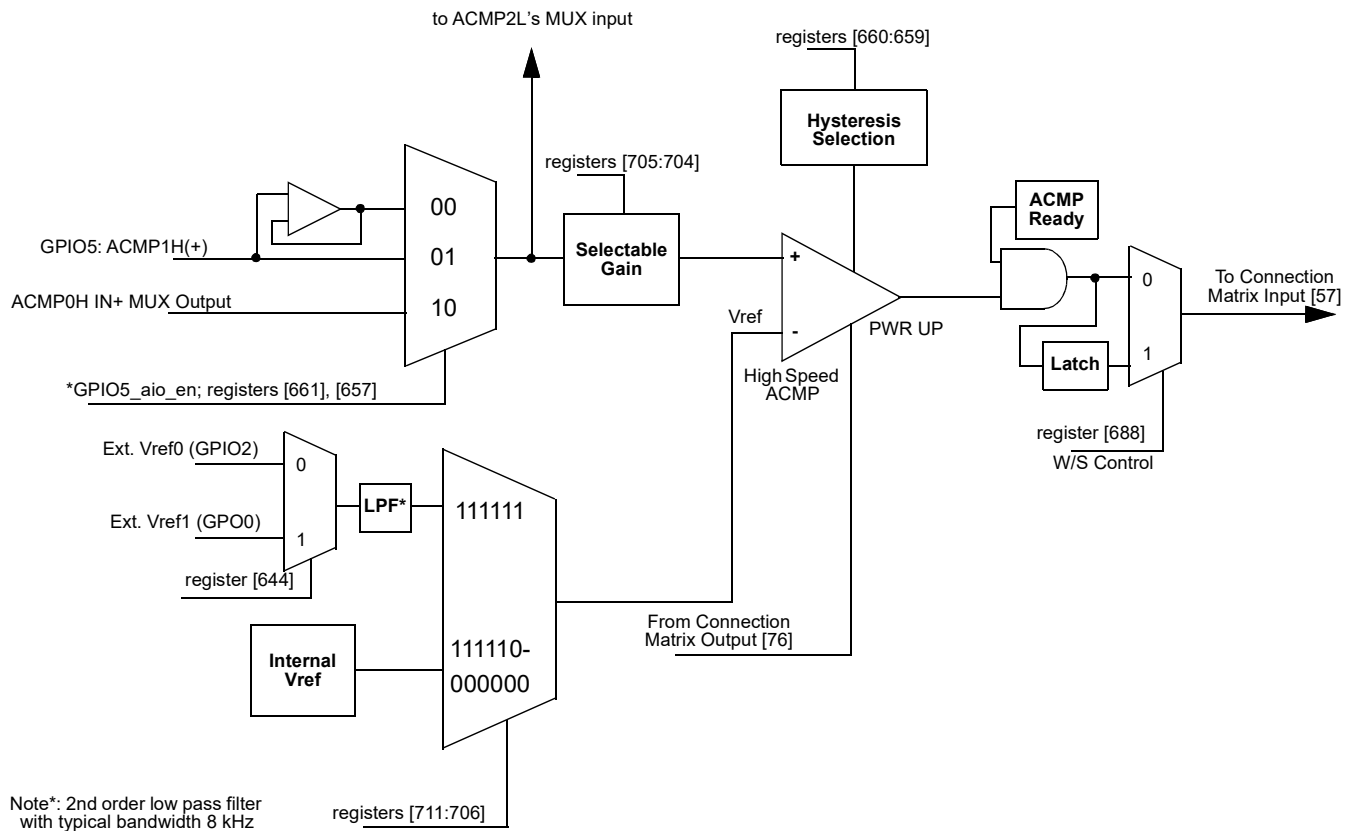 to ACMP2L's MUX input
registers [660:659]
Hysteresis
Selection
registers [705:704]
ACMP
Ready
00
GPIO5: ACMP1H(+)
01
Selectable
Gain
+
0
To Connection
Matrix Input [57]
ACMP0H IN+ MUX Output
10
Vref
-
PWR UP
1
Latch
*GPIO5_aio_en; registers [661], [657]
High Speed
ACMP
register [688]
W/S Control
Ext. Vref0 (GPIO2)
0
LPF*
111111
Ext. Vref1 (GPO0)
1
register [644]
From Connection
Matrix Output [76]
Internal
Vref
111110-
000000
Note*: 2nd order low pass filter
with typical bandwidth 8 kHz
registers [711:706]